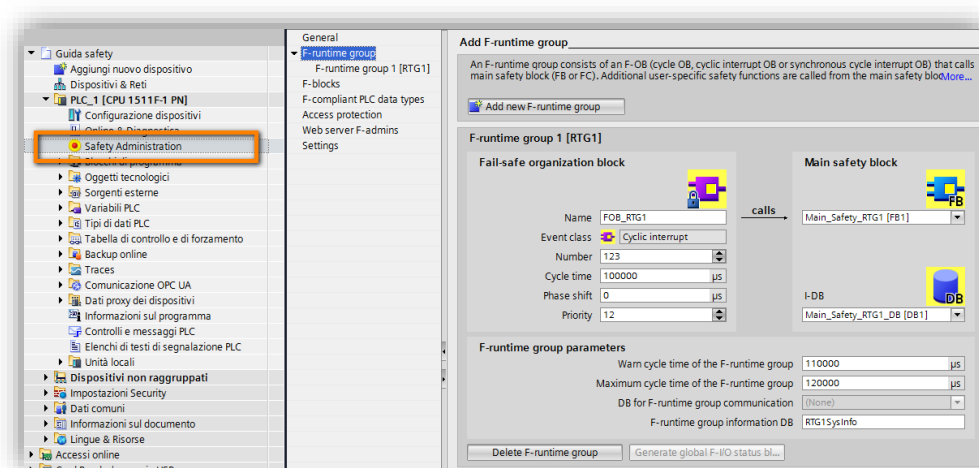 Guida safety
Aggiungi nuovo dispositivo
Dispositivi & Reti
PLC_1 [CPU 1511F-1 PN]
Configurazione dispositivi
Online & Diagnostica
Safety Administration
Blocchi di programma
Oggetti tecnologici
Sorgenti esterne
Variabili PLC
Tipi di dati PLC
Tabella di controllo e di forzamento
Backup online
Traces
Comunicazione OPC UA
Dati proxy dei dispositivi
Informazioni sul programma
Controlli e messaggi PLC
Elenchi di testi di segnalazione PLC
Unità locali
Dispositivi non raggruppati
Impostazioni Security
Dati comuni
Informazioni sul documento
Lingue & Risorse
Accessi online
General
F-runtime group
F-runtime group 1 [RTG1]
F-blocks
F-compliant PLC data types
Access protection
Web server F-admins
Settings
Add F-runtime group
An F-runtime group consists of an F-OB (cycle OB, cyclic interrupt OB or synchronous cycle interrupt OB) that calls
main safety block (FB or FC). Additional user-specific safety functions are called from the main safety bloc More...
Add new F-runtime group
F-runtime group 1 [RTG1]
Fail-safe organization block
Main safety block
FB
calls
Name FOB_RTG1
Main_Safety_RTG1 [FB1]
Event class Cyclic interrupt
Number 123
Cycle time 100000 µs
DB
Phase shift 0 µs
I-DB
Priority 12
Main_Safety_RTG1_DB [DB1]
F-runtime group parameters
Warn cycle time of the F-runtime group 110000 µs
Maximum cycle time of the F-runtime group 120000 µs
DB for F-runtime group communication (None)
F-runtime group information DB RTG1SysInfo
Delete F-runtime group
Generate global F-I/O status bl...